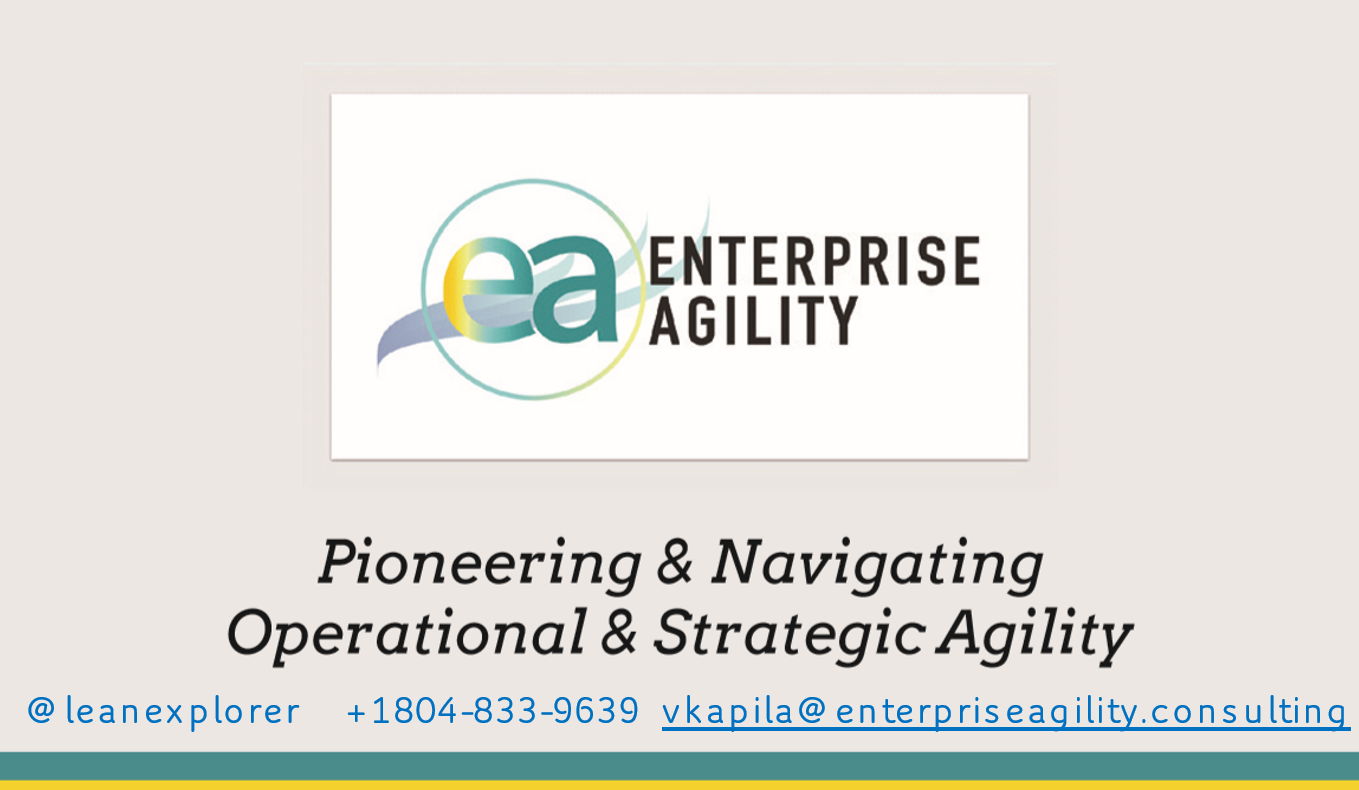 ea ENTERPRISE
AGILITY
Pioneering & Navigating
Operational & Strategic Agility
@leanexplorer +1804-833-9639 vkapila@enterpriseagility.consulting